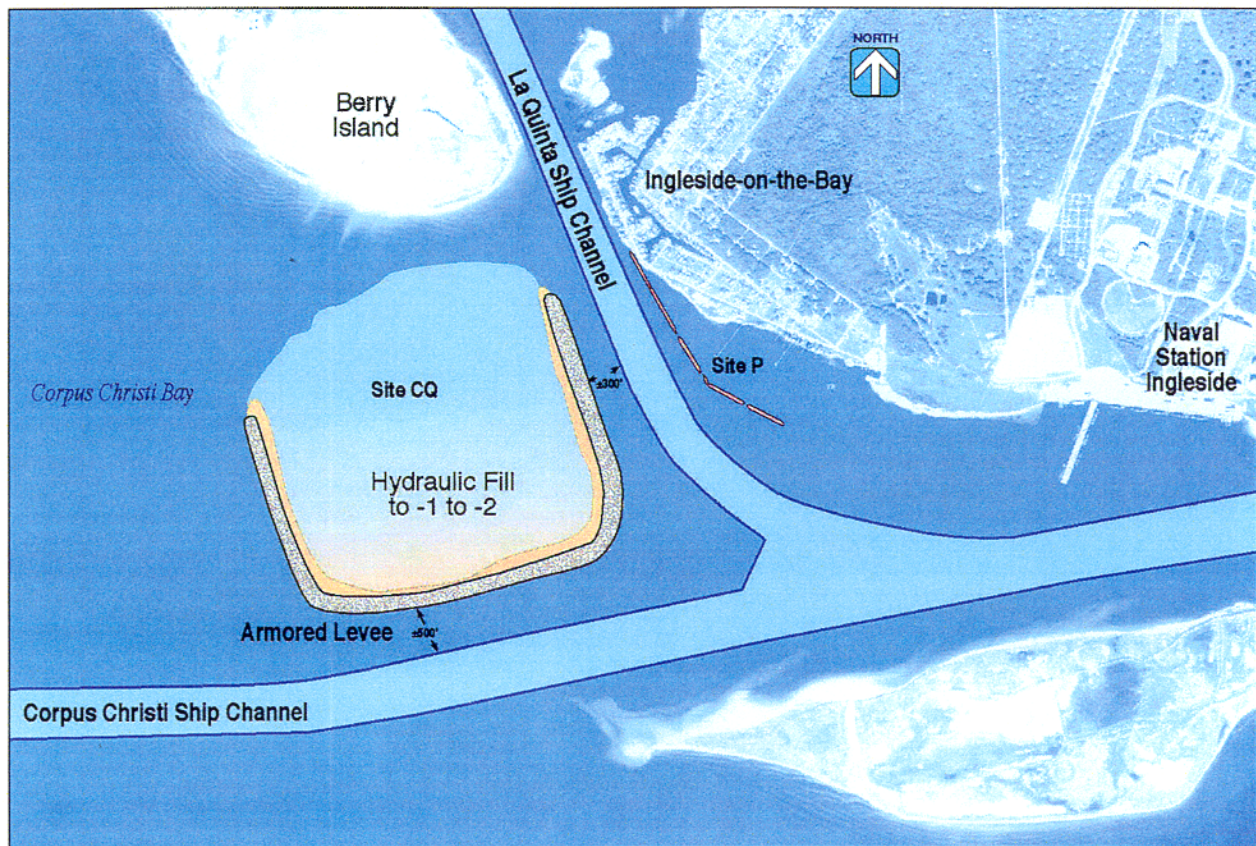 NORTH
Berry
Island
La Quinta Ship Channel
Ingleside-on-the-Bay
Naval
Station
Ingleside
Site P
±300'
Corpus Christi Bay
Site CQ
Hydraulic Fill
to -1 to -2
Armored Levee
±500'
Corpus Christi Ship Channel